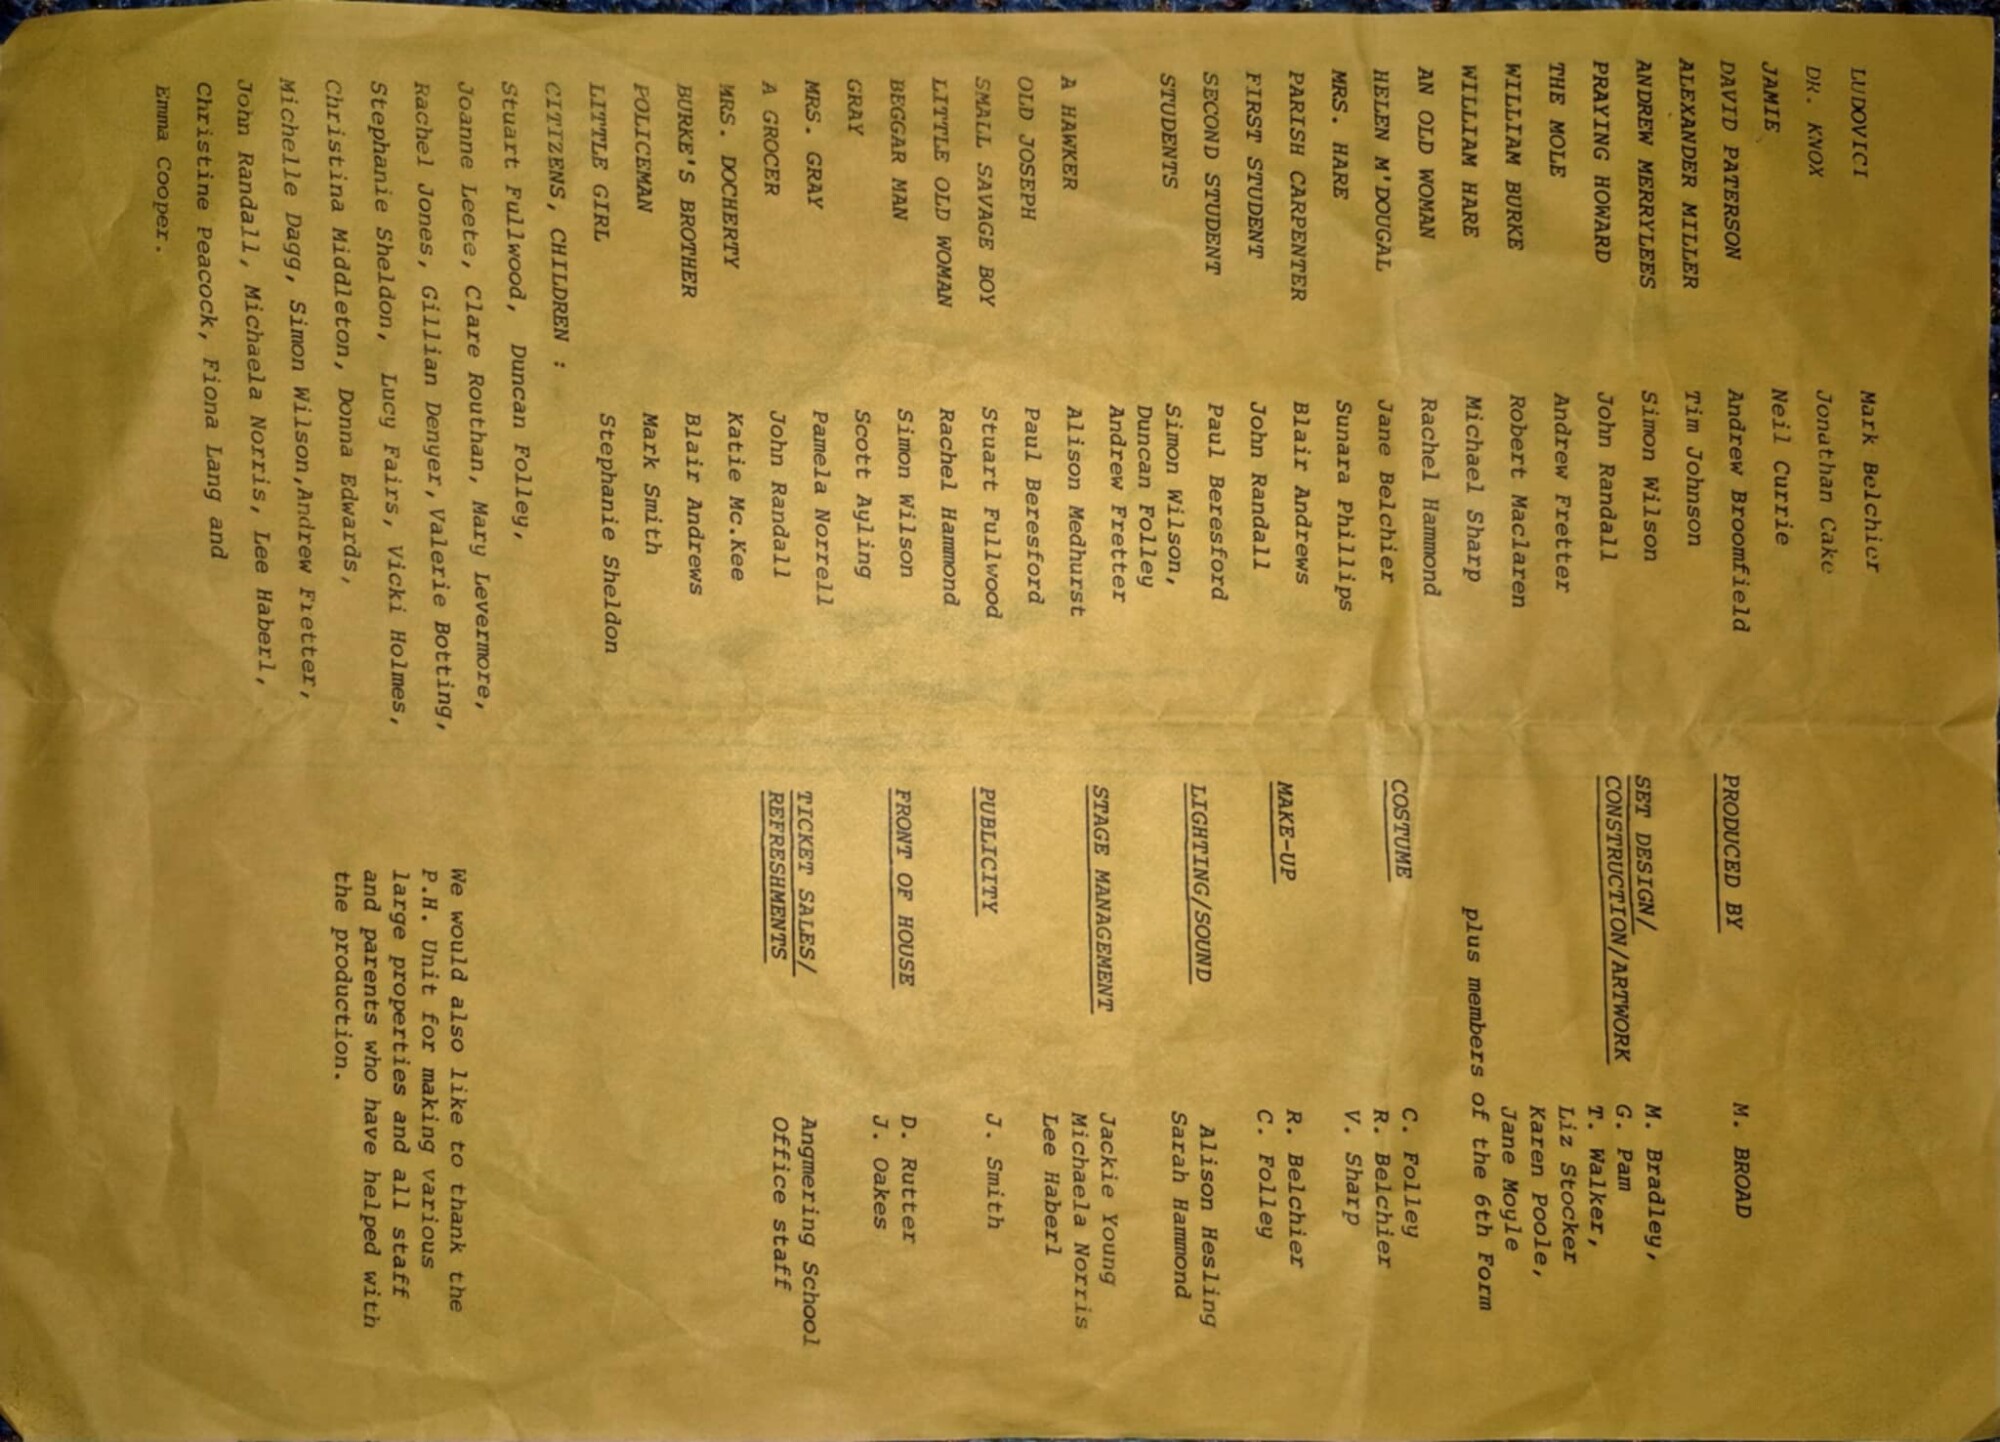 LUDOVICI Mark Belchier
DR. KNOX Jonathan Cake
JAMIE Neil Currie
DAVID PATERSON Andrew Broomfield
ALEXANDER MILLER Tim Johnson
ANDREW MERRYLEES Simon Wilson
PRAYING HOWARD John Randall
THE MOLE Andrew Fretter
WILLIAM BURKE Robert Maclaren
WILLIAM HARE Michael Sharp
AN OLD WOMAN Rachel Hammond
HELEN M'DOUGAL Jane Belchier
MRS. HARE Sunara Phillips
PARISH CARPENTER Blair Andrews
FIRST STUDENT John Randall
SECOND STUDENT Paul Beresford
STUDENTS Simon Wilson,
Duncan Folley
Andrew Fretter
A HAWKER Alison Medhurst
OLD JOSEPH Paul Beresford
SMALL SAVAGE BOY Stuart Fullwood
LITTLE OLD WOMAN Rachel Hammond
BEGGAR MAN Simon Wilson
GRAY Scott Ayling
MRS. GRAY Pamela Norrell
A GROCER John Randall
MRS. DOCHERTY Katie Mc.Kee
BURKE'S BROTHER Blair Andrews
POLICEMAN Mark Smith
LITTLE GIRL Stephanie Sheldon
CITIZENS, CHILDREN :
Stuart Fullwood, Duncan Folley,
Joanne Leete, Clare Routhan, Mary Levermore,
Rachel Jones, Gillian Denyer, Valerie Botting,
Stephanie Sheldon, Lucy Fairs, Vicki Holmes,
Christina Middleton, Donna Edwards,
Michelle Dagg, Simon Wilson, Andrew Fretter,
John Randall, Michaela Norris, Lee Haberl,
Christine Peacock, Fiona Lang and
Emma Cooper.
PRODUCED BY M. BROAD
SET DESIGN/ M. Bradley,
CONSTRUCTION/ARTWORK G. Pam
T. Walker,
Liz Stocker
Karen Poole,
Jane Moyle
plus members of the 6th Form
COSTUME C. Folley
R. Belchier
V. Sharp
MAKE-UP R. Belchier
C. Folley
LIGHTING/SOUND Alison Hesling
Sarah Hammond
STAGE MANAGEMENT Jackie Young
Michaela Norris
Lee Haberl
PUBLICITY J. Smith
FRONT OF HOUSE D. Rutter
J. Oakes
TICKET SALES/ Angmering School
REFRESHMENTS Office staff
We would also like to thank the
P.H. Unit for making various
large properties and all staff
and parents who have helped with
the production.